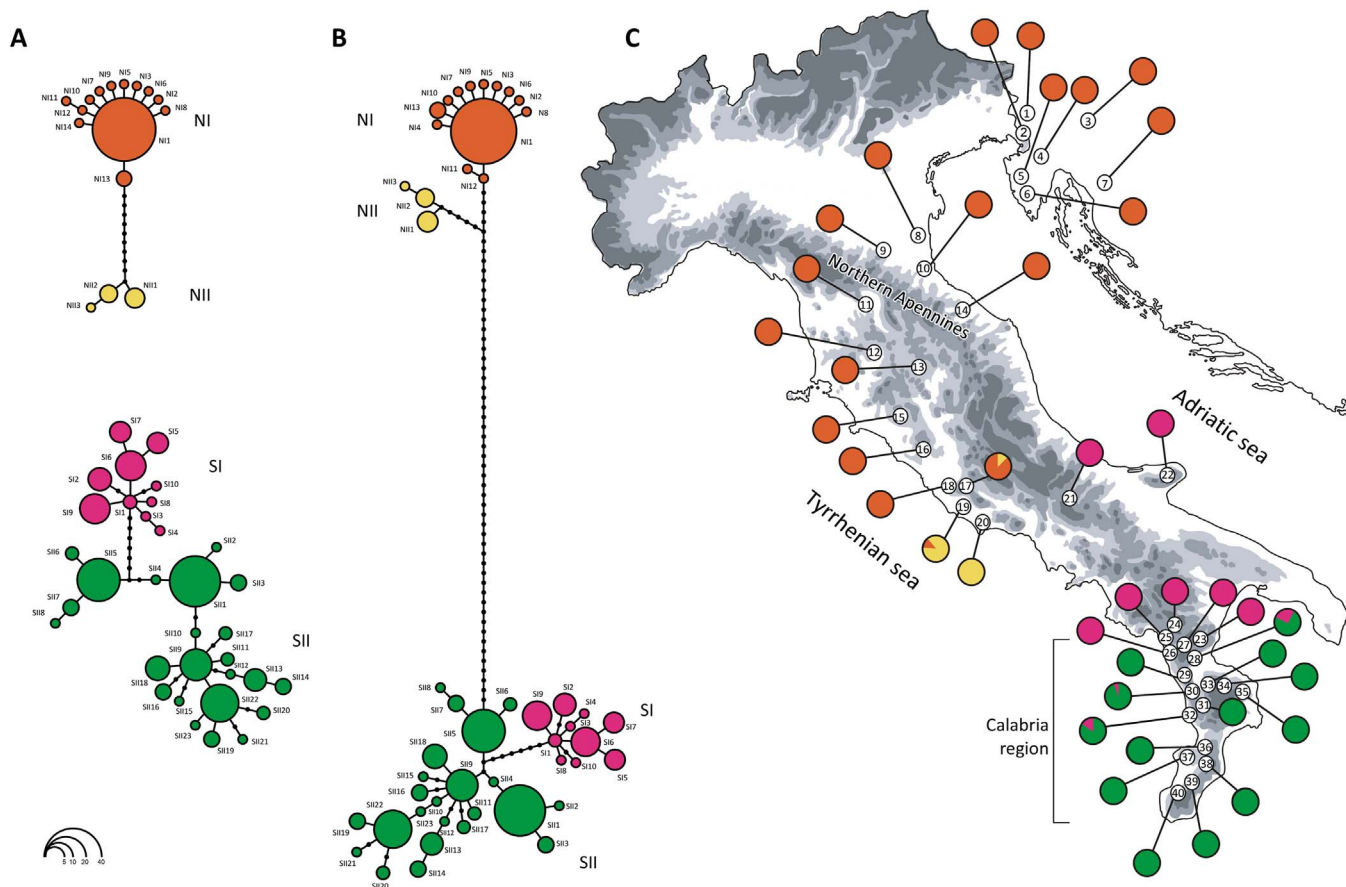 A
NI9
NI5
NI3
NI7
NI6
NI10
NI2
NI11
NI8
NI12
NI14
NI1
NI
NI13
NII2
NII1
NII3
NII
SI7
SI5
SI6
SI
SI2
SI10
SI8
SI9
SI1
SI3
SI4
SII6
SII5
SII2
SII4
SII3
SII7
SII1
SII8
SII10
SII17
SII9
SII11
SII
SII12
SII13
SII18
SII14
SII16
SII15
SII22
SII20
SII23
SII19
SII21
5 10 20 40
B
NI9
NI5
NI3
NI7
NI6
NI10
NI2
NI13
N8
NI
NI4
NI1
NI11
NI12
NII3
NII
NII2
NII1
SII8
SII6
SI9
SI2
SI4
SI
SII7
SI3
SI7
SII5
SI6
SI1
SII18
SI8
SI10
SI5
SII9
SII15
SII4
SII16
SII22
SII10
SII11
SII2
SII19
SII23
SII12
SII17
SII1
SII21
SII13
SII3
SII20
SII14
SII
C
1
2
3
4
5
6
7
8
9
10
Northern Apennines
11
14
12
13
Adriatic sea
15
16
22
18
17
21
19
20
Tyrrhenian sea
24
25
27
23
26
28
29
33
34
35
30
31
32
Calabria
region
36
37
38
39
40